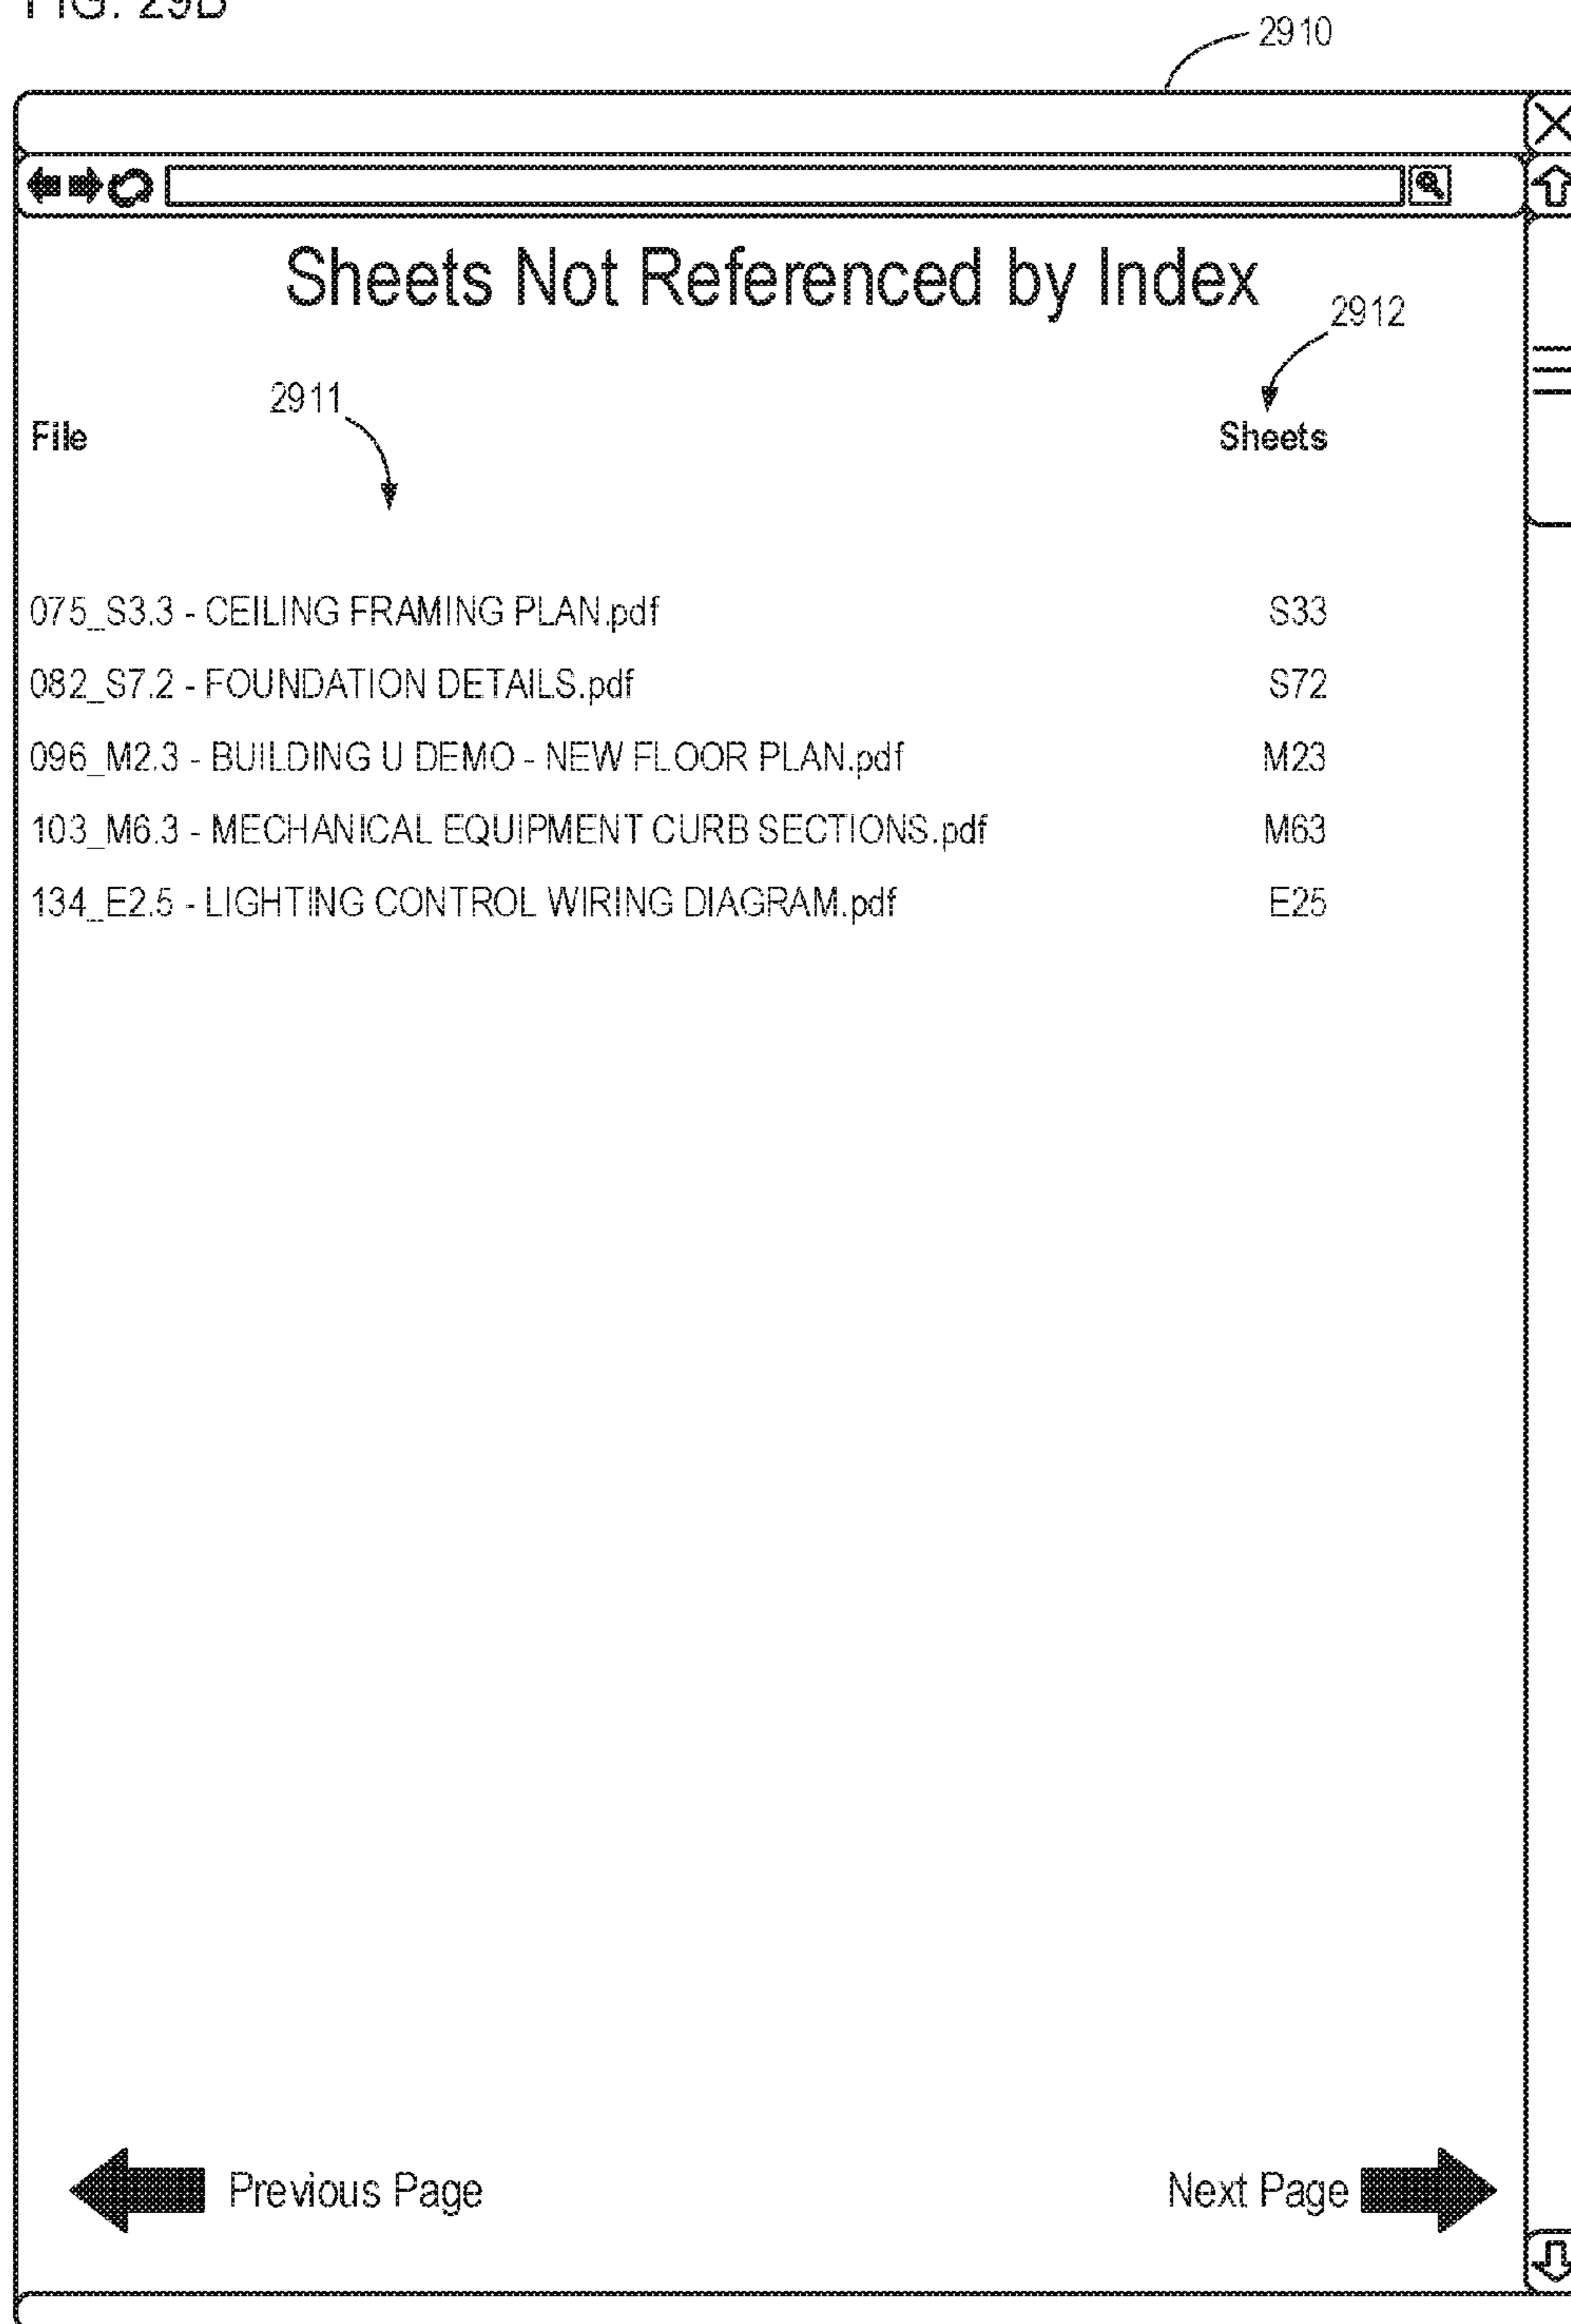 FIG. 29B
2910
Sheets Not Referenced by Index
2912
2911
File Sheets
075_S3.3 - CEILING FRAMING PLAN.pdf S33
082_S7.2 - FOUNDATION DETAILS.pdf S72
096_M2.3 - BUILDING U DEMO - NEW FLOOR PLAN.pdf M23
103_M6.3 - MECHANICAL EQUIPMENT CURB SECTIONS.pdf M63
134_E2.5 - LIGHTING CONTROL WIRING DIAGRAM.pdf E25
Previous Page Next Page